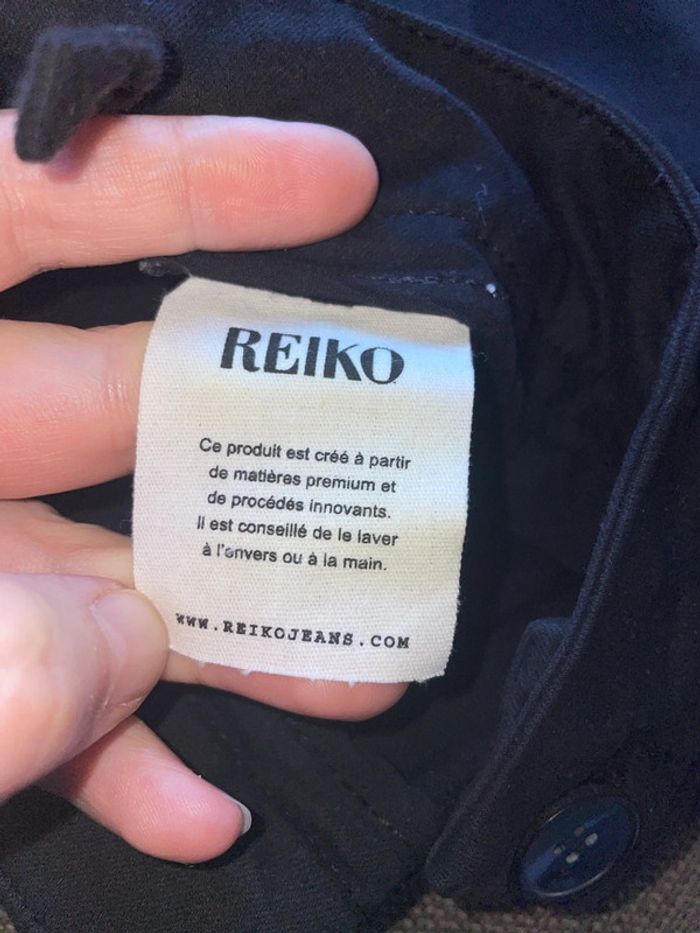 REIKO
Ce produit est créé à partir
de matières premium et
de procédés innovants.
Il est conseillé de le laver
à l'envers ou à la main.
WWW.REIKOJEANS.COM